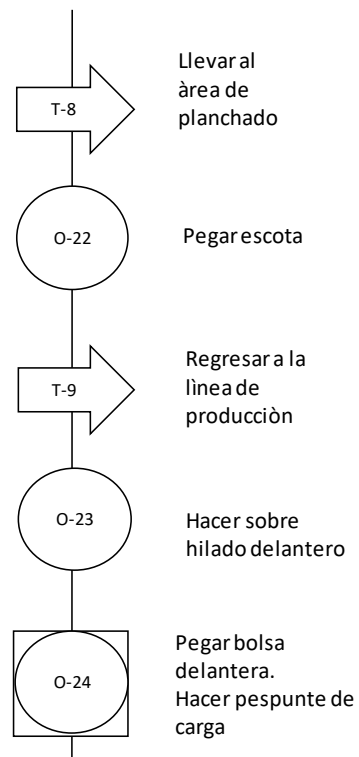 T-8
Llevar al
àrea de
planchado
O-22
Pegar escota
T-9
Regresar a la
lìnea de
producciòn
O-23
Hacer sobre
hilado delantero
O-24
Pegar bolsa
delantera.
Hacer pespunte de
carga